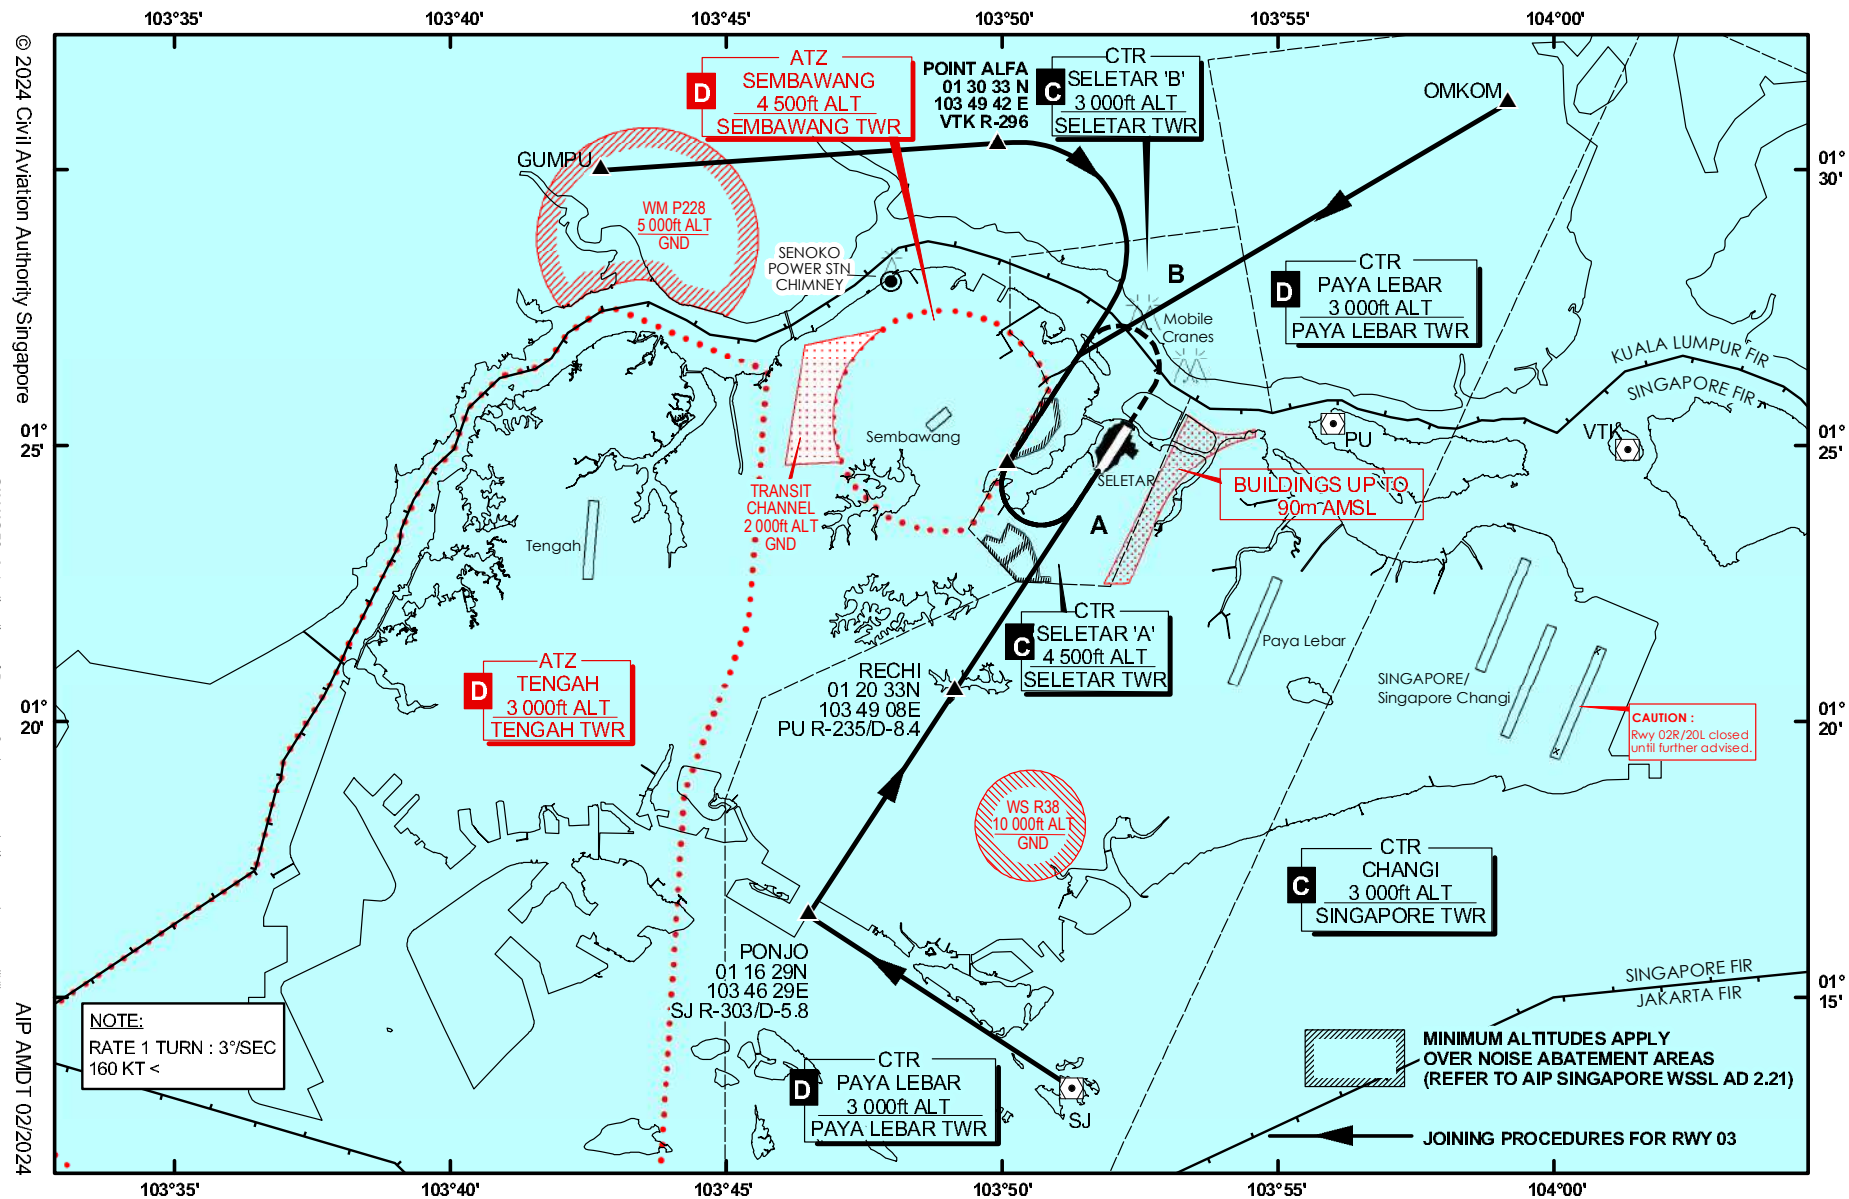 103°35'
103°40'
103°45'
103°50'
103°55'
104°00'
© 2024 Civil Aviation Authority Singapore
AIP AMDT 02/2024
01°
30'
01°
25'
01°
20'
01°
15'
01°
25'
01°
20'
ATZ
D
SEMBAWANG
4 500ft ALT
SEMBAWANG TWR
POINT ALFA
01 30 33 N
103 49 42 E
VTK R-296
CTR
C
SELETAR 'B'
3 000ft ALT
SELETAR TWR
OMKOM
GUMPU
WM P228
5 000ft ALT
GND
SENOKO
POWER STN
CHIMNEY
B
CTR
D
PAYA LEBAR
3 000ft ALT
PAYA LEBAR TWR
Mobile
Cranes
KUALA LUMPUR FIR
SINGAPORE FIR
Sembawang
PU
VTK
SELETAR
BUILDINGS UP TO
90m AMSL
TRANSIT
CHANNEL
2 000ft ALT
GND
A
Tengah
CTR
C
SELETAR 'A'
4 500ft ALT
SELETAR TWR
Paya Lebar
RECHI
01 20 33N
103 49 08E
PU R-235/D-8.4
ATZ
D
TENGAH
3 000ft ALT
TENGAH TWR
SINGAPORE/
Singapore Changi
x
x
CAUTION :
Rwy 02R/20L closed
until further advised.
WS R38
10 000ft ALT
GND
CTR
C
CHANGI
3 000ft ALT
SINGAPORE TWR
PONJO
01 16 29N
103 46 29E
SJ R-303/D-5.8
SINGAPORE FIR
JAKARTA FIR
NOTE:
RATE 1 TURN : 3°/SEC
160 KT <
CTR
D
PAYA LEBAR
3 000ft ALT
PAYA LEBAR TWR
SJ
MINIMUM ALTITUDES APPLY
OVER NOISE ABATEMENT AREAS
(REFER TO AIP SINGAPORE WSSL AD 2.21)
JOINING PROCEDURES FOR RWY 03
103°35'
103°40'
103°45'
103°50'
103°55'
104°00'